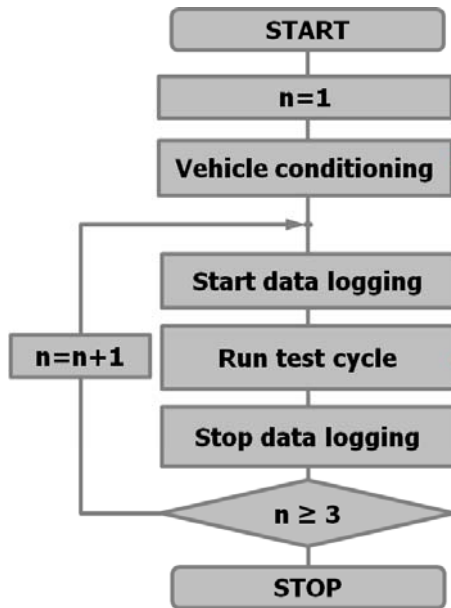 START
n=1
Vehicle conditioning
Start data logging
n=n+1
Run test cycle
Stop data logging
n ≥ 3
STOP